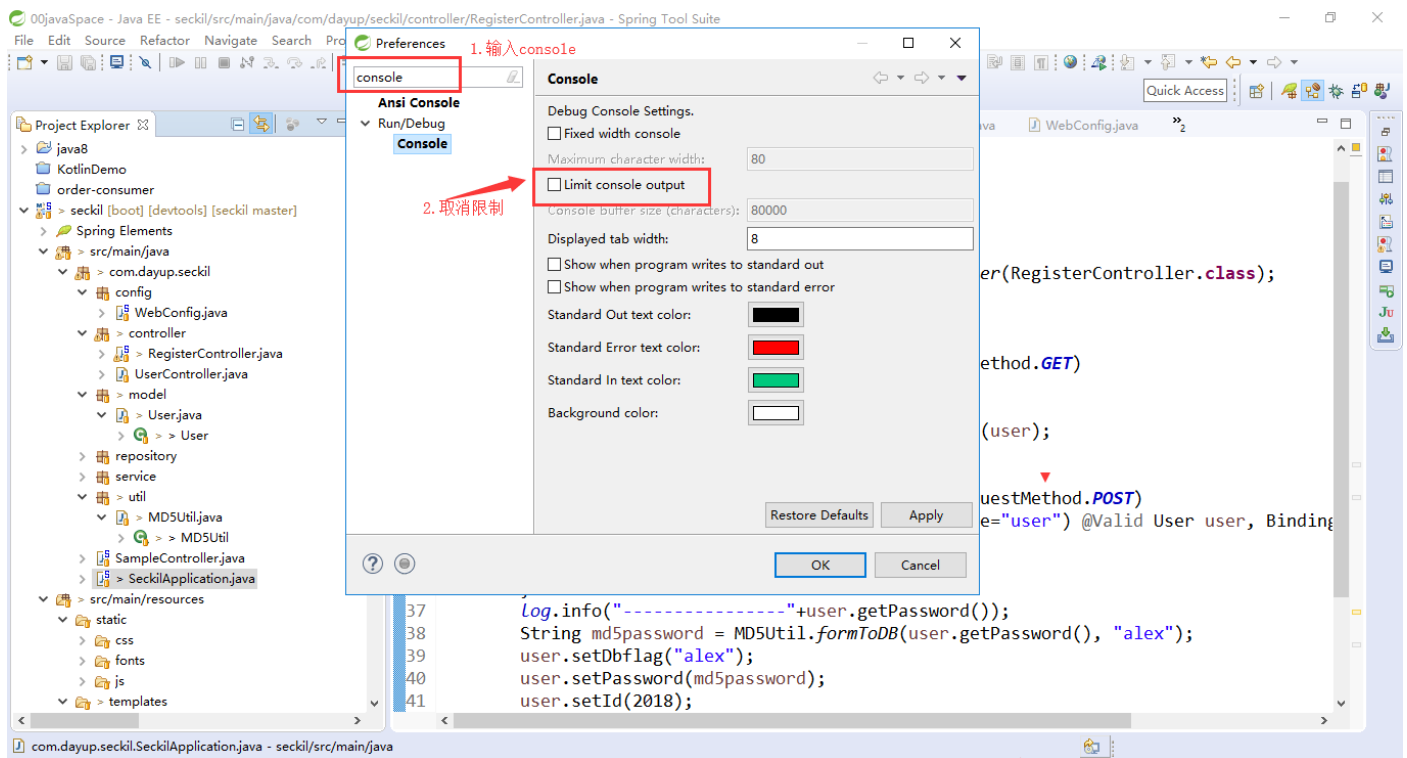 00javaSpace - Java EE - seckil/src/main/java/com/dayup/seckil/controller/RegisterController.java - Spring Tool Suite
File Edit Source Refactor Navigate Search Pro
Preferences
1.输入console
console
Ansi Console
Run/Debug
Console
Console
Debug Console Settings.
Fixed width console
Maximum character width: 80
Limit console output
2.取消限制
Console buffer size (characters): 80000
Displayed tab width: 8
Show when program writes to standard out
Show when program writes to standard error
Standard Out text color:
Standard Error text color:
Standard In text color:
Background color:
Restore Defaults Apply
OK Cancel
Quick Access
Project Explorer
java8
KotlinDemo
order-consumer
> seckil [boot] [devtools] [seckil master]
Spring Elements
> src/main/java
> com.dayup.seckil
config
WebConfig.java
> controller
> RegisterController.java
UserController.java
> model
> User.java
> > User
repository
service
> util
> MD5Util.java
> > MD5Util
SampleController.java
> SeckilApplication.java
> src/main/resources
static
css
fonts
js
> templates
ava WebConfig.java »2
er(RegisterController.class);
ethod.GET)
(user);
uestMethod.POST)
e="user") @Valid User user, Binding
37 log.info("----------------"+user.getPassword());
38 String md5password = MD5Util.formToDB(user.getPassword(), "alex");
39 user.setDbflag("alex");
40 user.setPassword(md5password);
41 user.setId(2018);
Ju
com.dayup.seckil.SeckilApplication.java - seckil/src/main/java